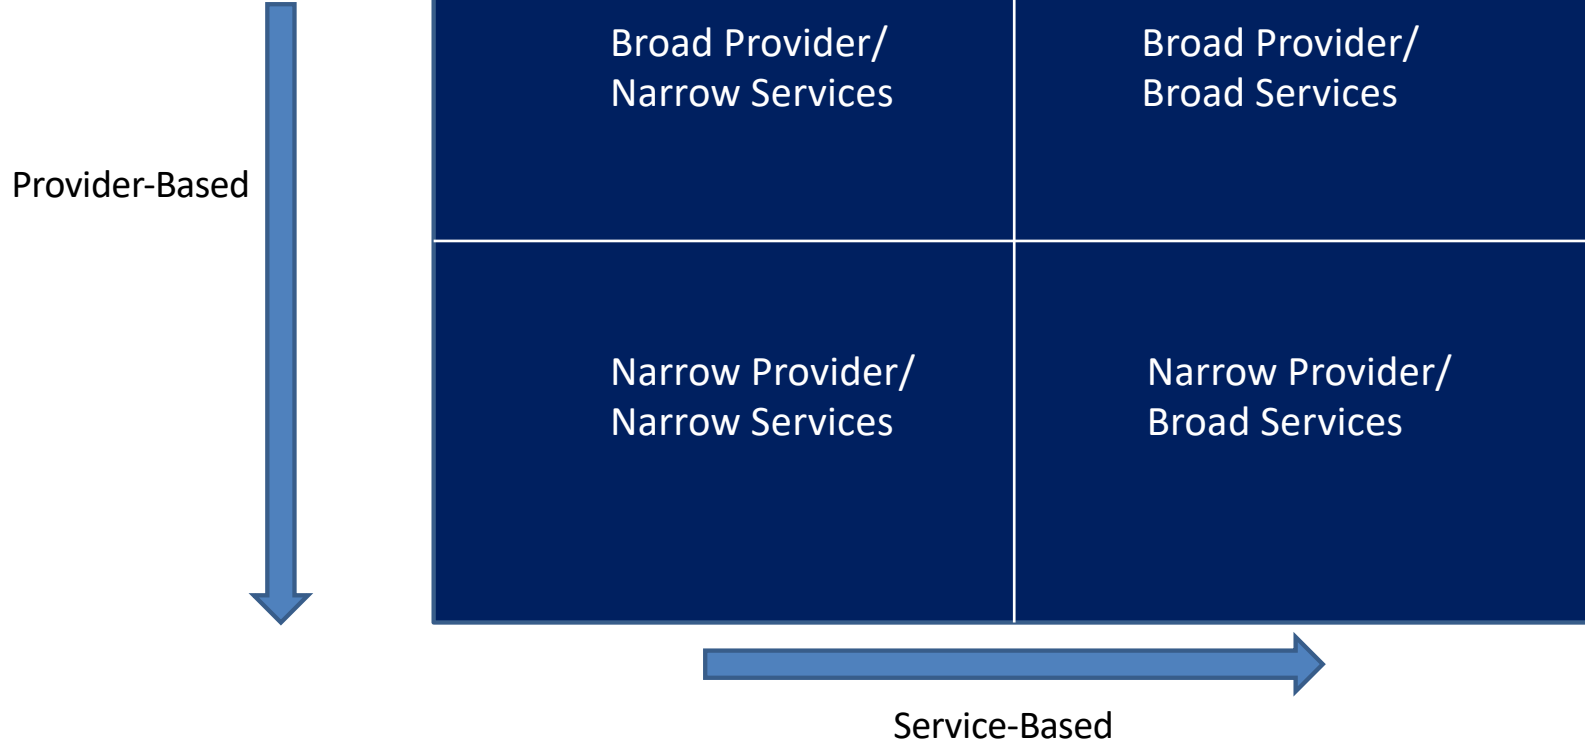 Broad Provider/
Narrow Services
Broad Provider/
Broad Services
Provider-Based
Narrow Provider/
Narrow Services
Narrow Provider/
Broad Services
Service-Based